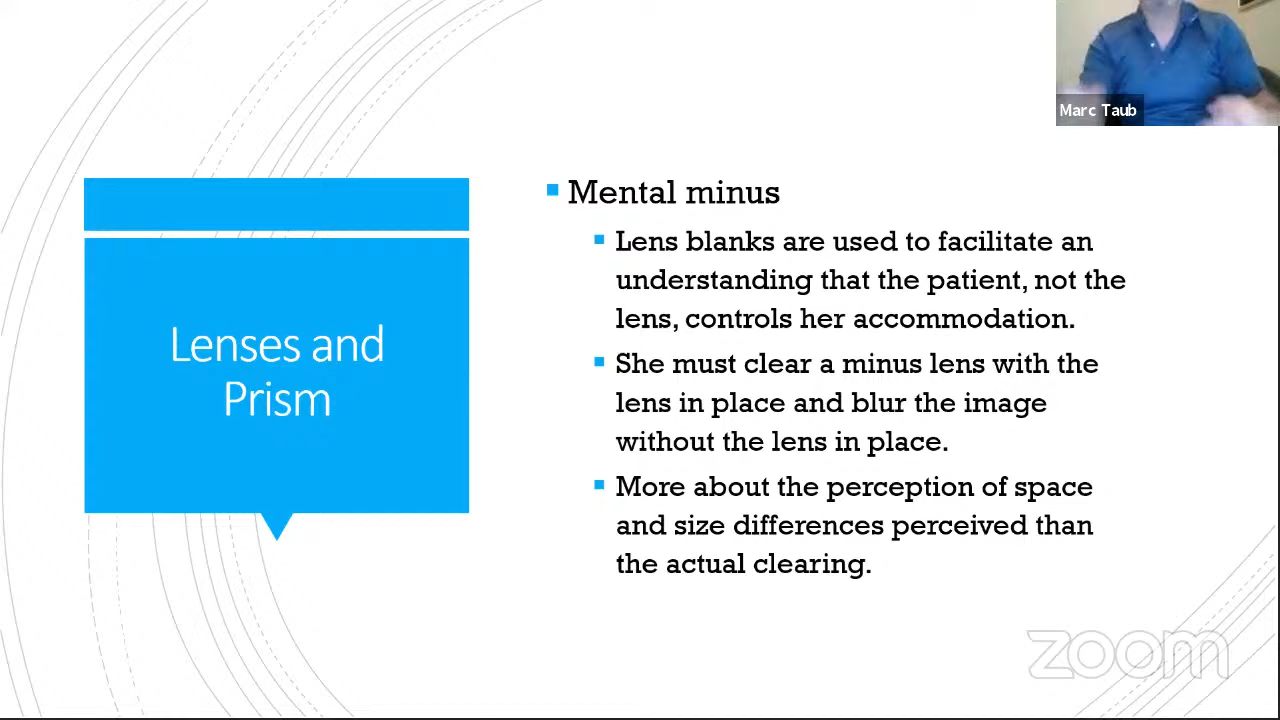 Marc Taub
Lenses and
Prism
Mental minus
Lens blanks are used to facilitate an
understanding that the patient, not the
lens, controls her accommodation.
She must clear a minus lens with the
lens in place and blur the image
without the lens in place.
More about the perception of space
and size differences perceived than
the actual clearing.
zoom